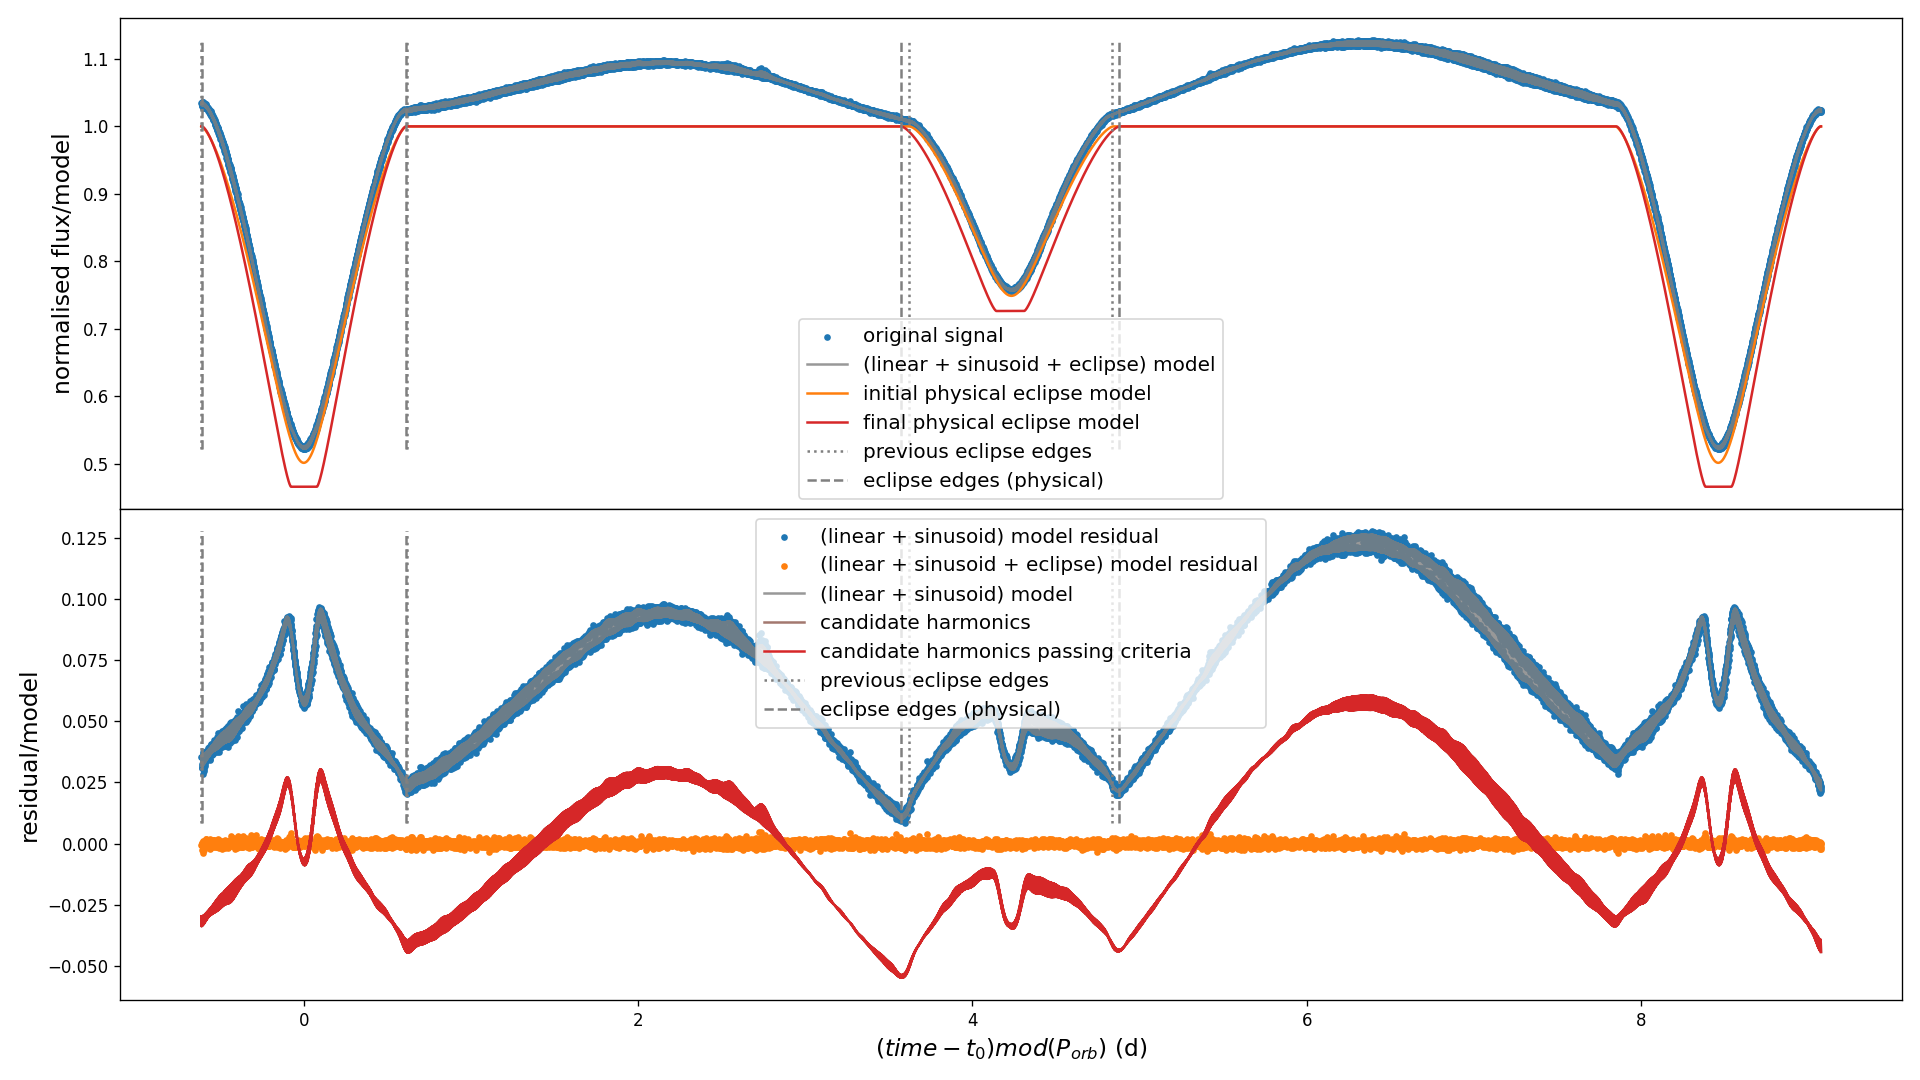 normalised flux/model
1.1
1.0
0.9
0.8
0.7
0.6
0.5
original signal
(linear + sinusoid + eclipse) model
initial physical eclipse model
final physical eclipse model
previous eclipse edges
eclipse edges (physical)
residual/model
0.125
0.100
0.075
0.050
0.025
0.000
−0.025
−0.050
(linear + sinusoid) model residual
(linear + sinusoid + eclipse) model residual
(linear + sinusoid) model
candidate harmonics
candidate harmonics passing criteria
previous eclipse edges
eclipse edges (physical)
0 2 4 6 8
(time − t₀)mod(Pₒᵣb) (d)